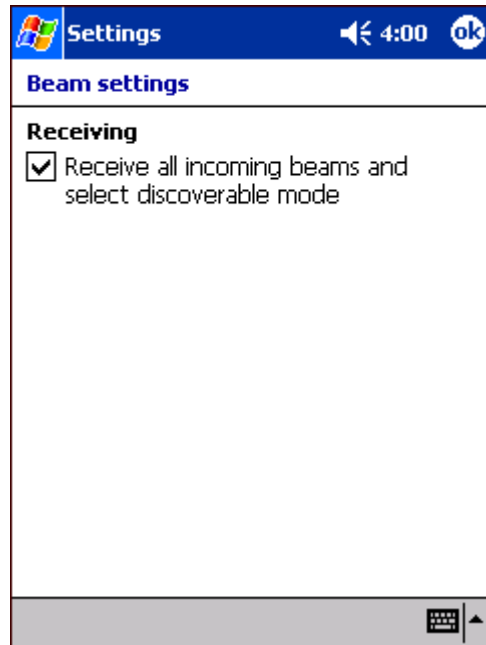 Settings 4:00 ok
Beam settings
Receiving
Receive all incoming beams and
select discoverable mode